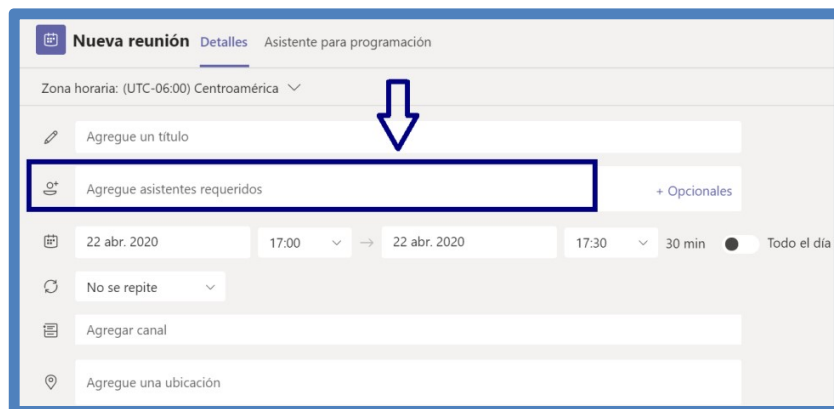 Nueva reunión Detalles Asistente para programación
Zona horaria: (UTC-06:00) Centroamérica
Agregue un título
Agregue asistentes requeridos + Opcionales
22 abr. 2020 17:00 → 22 abr. 2020 17:30 30 min Todo el día
No se repite
Agregar canal
Agregue una ubicación